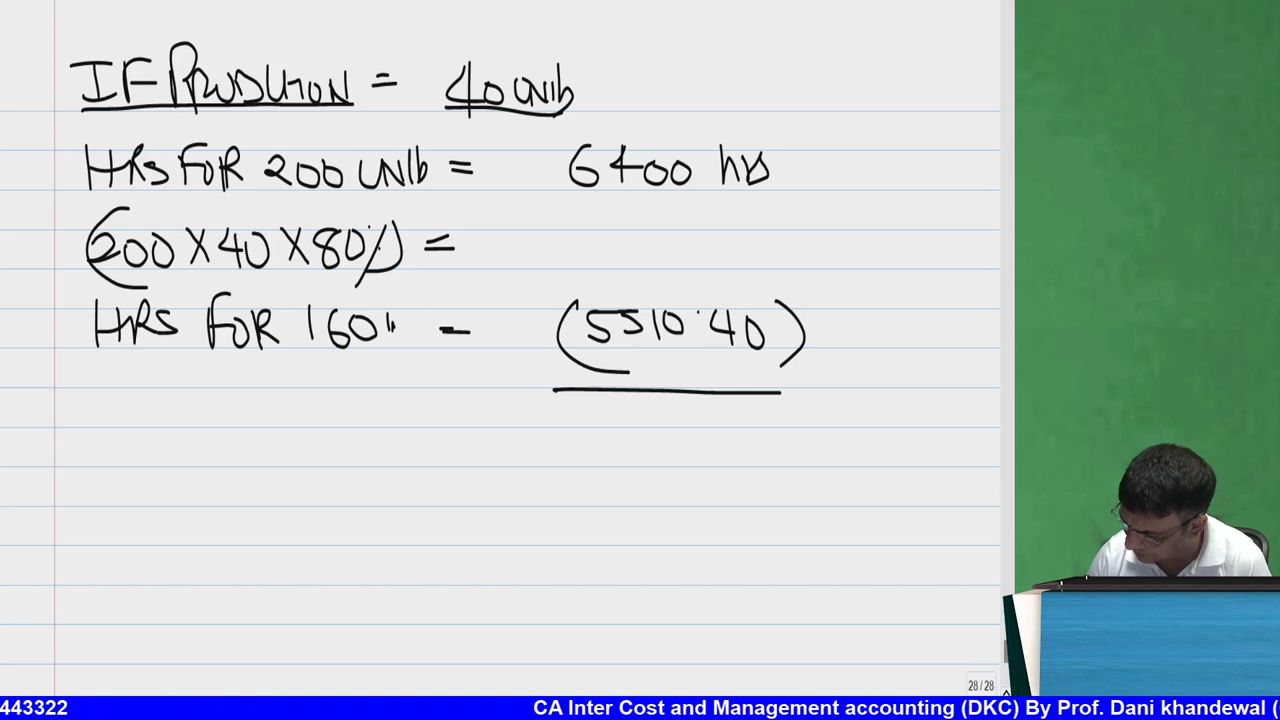 IF PRODUCTION = 40 units
HRS FOR 200 UNITS = 6400 hrs
(200 X 40 X 80%) =
HRS FOR 160" - (5510.40)
28/28
443322 CA Inter Cost and Management accounting (DKC) By Prof. Dani khandewal (